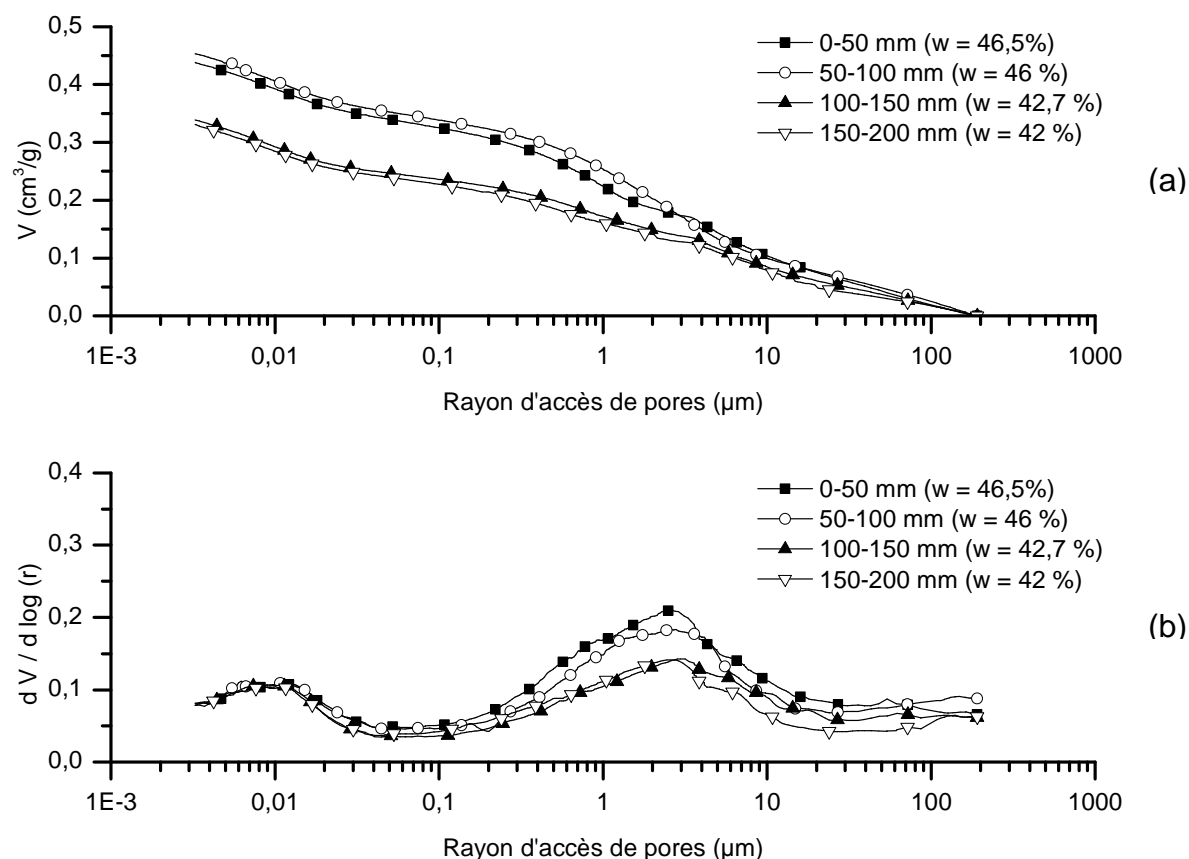 0,5
0,4
0,3
0,2
0,1
0,0
V (cm³/g)
0-50 mm (w = 46,5%)
50-100 mm (w = 46 %)
100-150 mm (w = 42,7 %)
150-200 mm (w = 42 %)
(a)
1E-3 0,01 0,1 1 10 100 1000
Rayon d'accès de pores (µm)
0,4
0,3
0,2
0,1
0,0
d V / d log (r)
0-50 mm (w = 46,5%)
50-100 mm (w = 46 %)
100-150 mm (w = 42,7 %)
150-200 mm (w = 42 %)
(b)
1E-3 0,01 0,1 1 10 100 1000
Rayon d'accès de pores (µm)